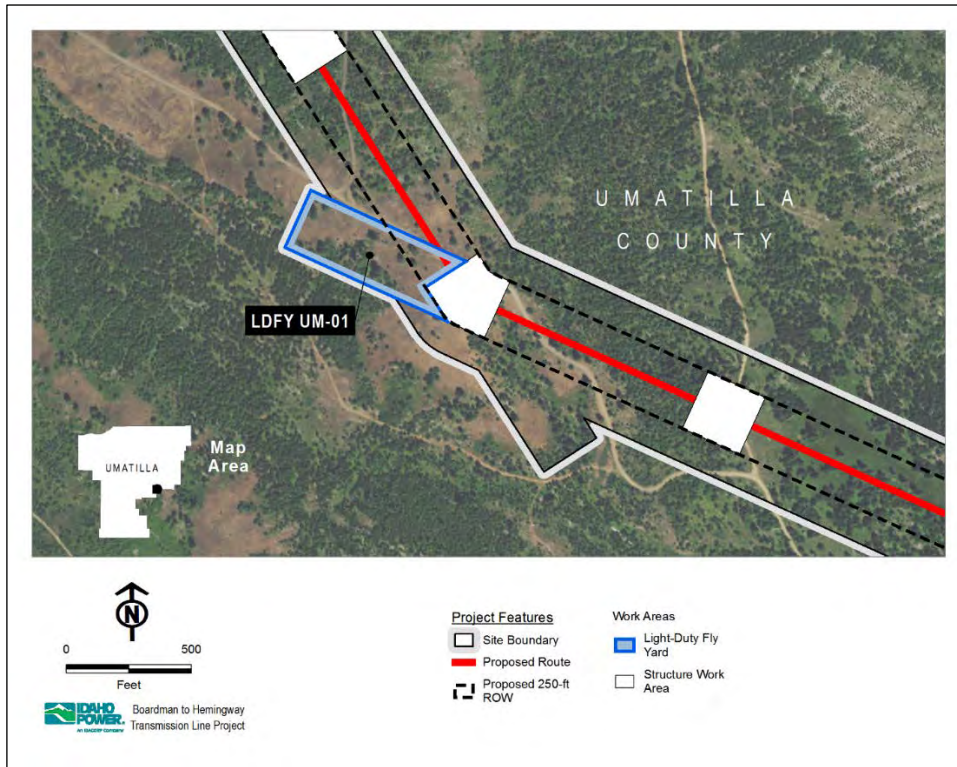 UMATILLA
COUNTY
LDFY UM-01
UMATILLA
Map
Area
N
0 500
Feet
IDAHO
POWER.
An IDACORP Company
Boardman to Hemingway
Transmission Line Project
Project Features
Site Boundary
Proposed Route
Proposed 250-ft
ROW
Work Areas
Light-Duty Fly
Yard
Structure Work
Area